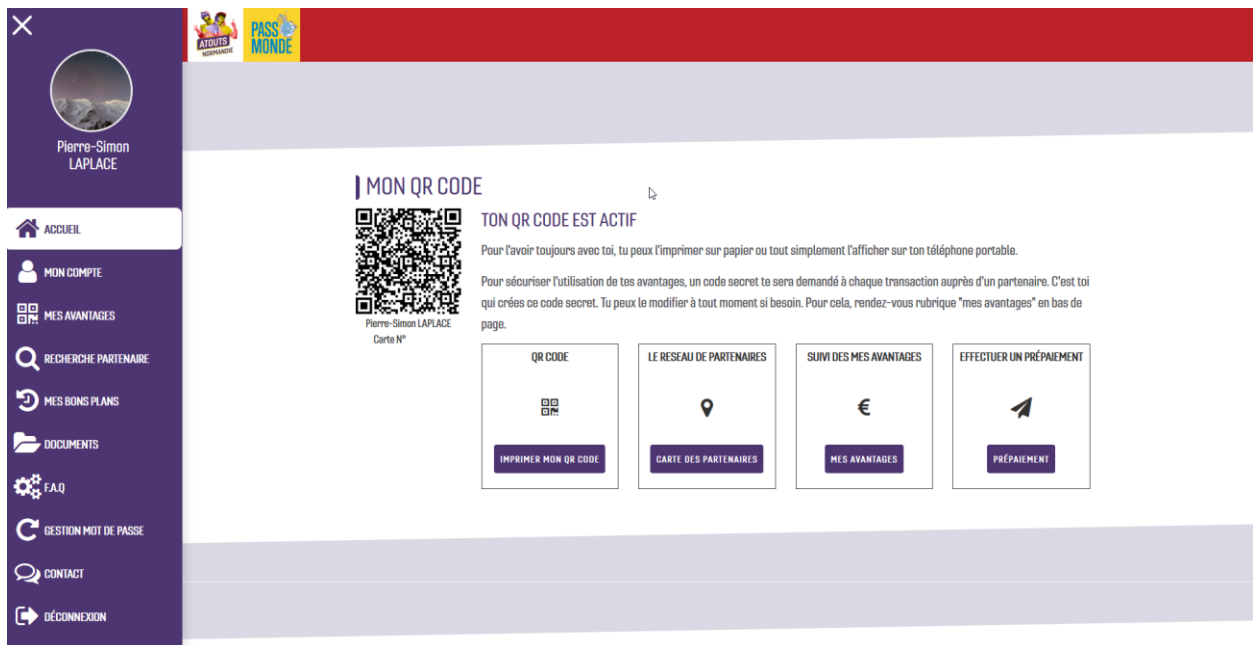 ATOUTS
NORMANDIE
PASS
MONDE
Pierre-Simon
LAPLACE
ACCUEIL
MON COMPTE
MES AVANTAGES
RECHERCHE PARTENAIRE
MES BONS PLANS
DOCUMENTS
F.A.Q
GESTION MOT DE PASSE
CONTACT
DÉCONNEXION
MON QR CODE
Pierre-Simon LAPLACE
Carte N°
TON QR CODE EST ACTIF
Pour l'avoir toujours avec toi, tu peux l'imprimer sur papier ou tout simplement l'afficher sur ton téléphone portable.
Pour sécuriser l'utilisation de tes avantages, un code secret te sera demandé à chaque transaction auprès d'un partenaire. C'est toi
qui crées ce code secret. Tu peux le modifier à tout moment si besoin. Pour cela, rendez-vous rubrique "mes avantages" en bas de
page.
QR CODE
IMPRIMER MON QR CODE
LE RESEAU DE PARTENAIRES
CARTE DES PARTENAIRES
SUIVI DES MES AVANTAGES
€
MES AVANTAGES
EFFECTUER UN PRÉPAIEMENT
PRÉPAIEMENT